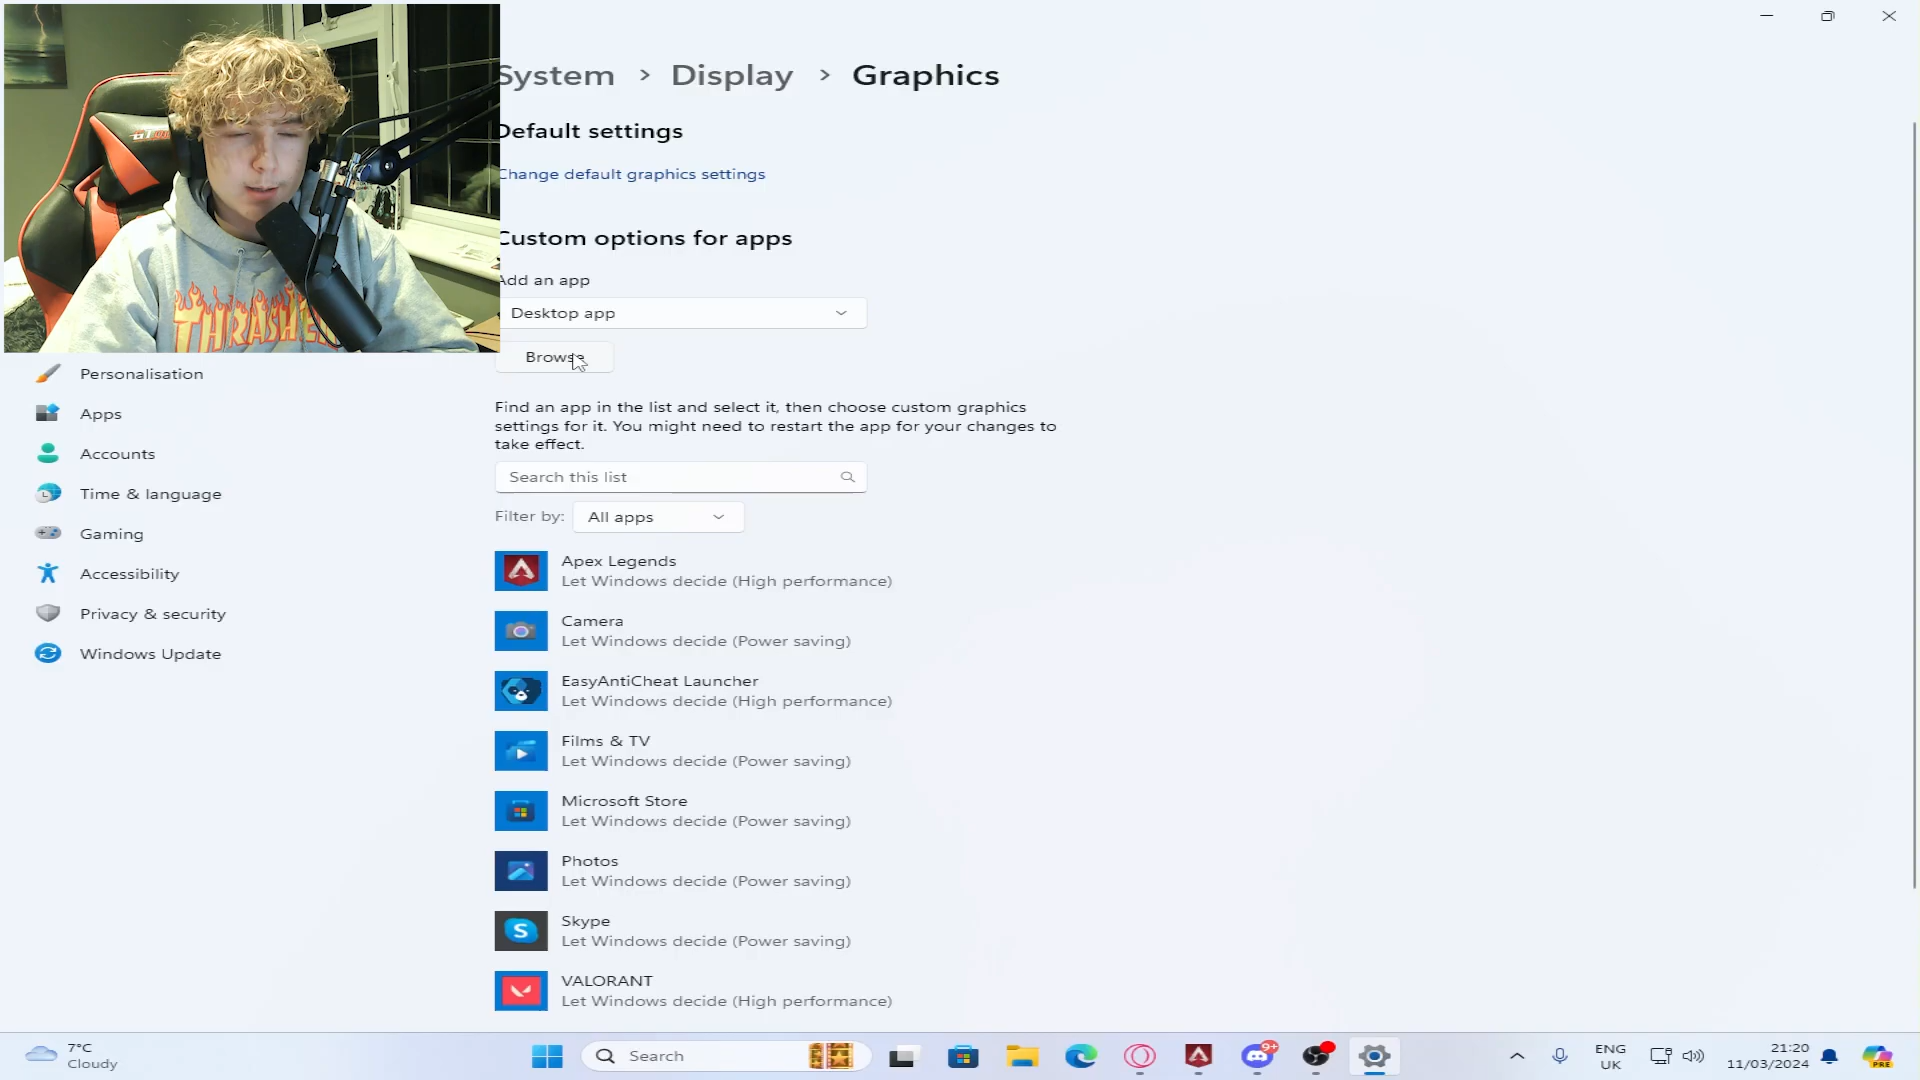 System > Display > Graphics
Default settings
Change default graphics settings
Custom options for apps
Add an app
Desktop app
Browse
Find an app in the list and select it, then choose custom graphics
settings for it. You might need to restart the app for your changes to
take effect.
Search this list
Filter by: All apps
Apex Legends
Let Windows decide (High performance)
Camera
Let Windows decide (Power saving)
EasyAntiCheat Launcher
Let Windows decide (High performance)
Films & TV
Let Windows decide (Power saving)
Microsoft Store
Let Windows decide (Power saving)
Photos
Let Windows decide (Power saving)
Skype
Let Windows decide (Power saving)
VALORANT
Let Windows decide (High performance)
Personalisation
Apps
Accounts
Time & language
Gaming
Accessibility
Privacy & security
Windows Update
THRASHER
7°C
Cloudy
Search
9+
ENG
UK
21:20
11/03/2024
PRE